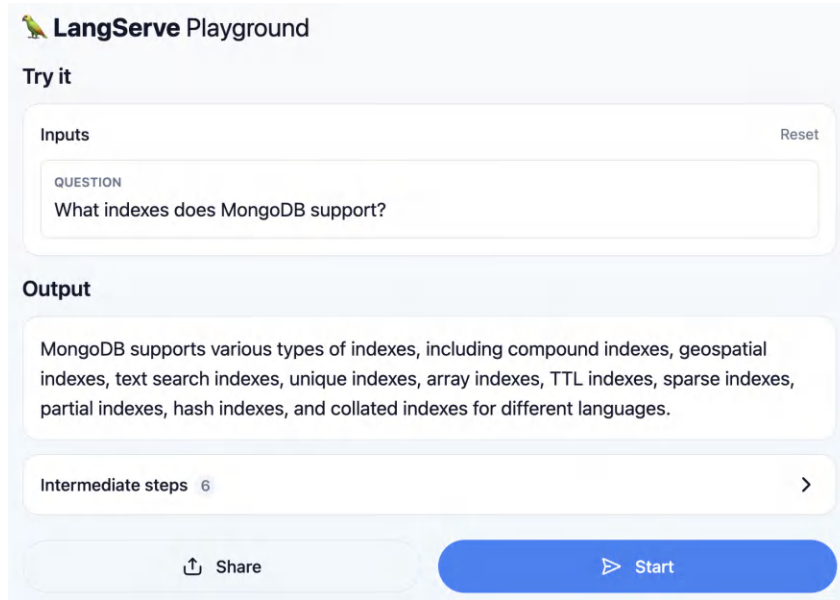 LangServe Playground
Try it
Inputs
Reset
QUESTION
What indexes does MongoDB support?
Output
MongoDB supports various types of indexes, including compound indexes, geospatial
indexes, text search indexes, unique indexes, array indexes, TTL indexes, sparse indexes,
partial indexes, hash indexes, and collated indexes for different languages.
Intermediate steps 6
Share
Start